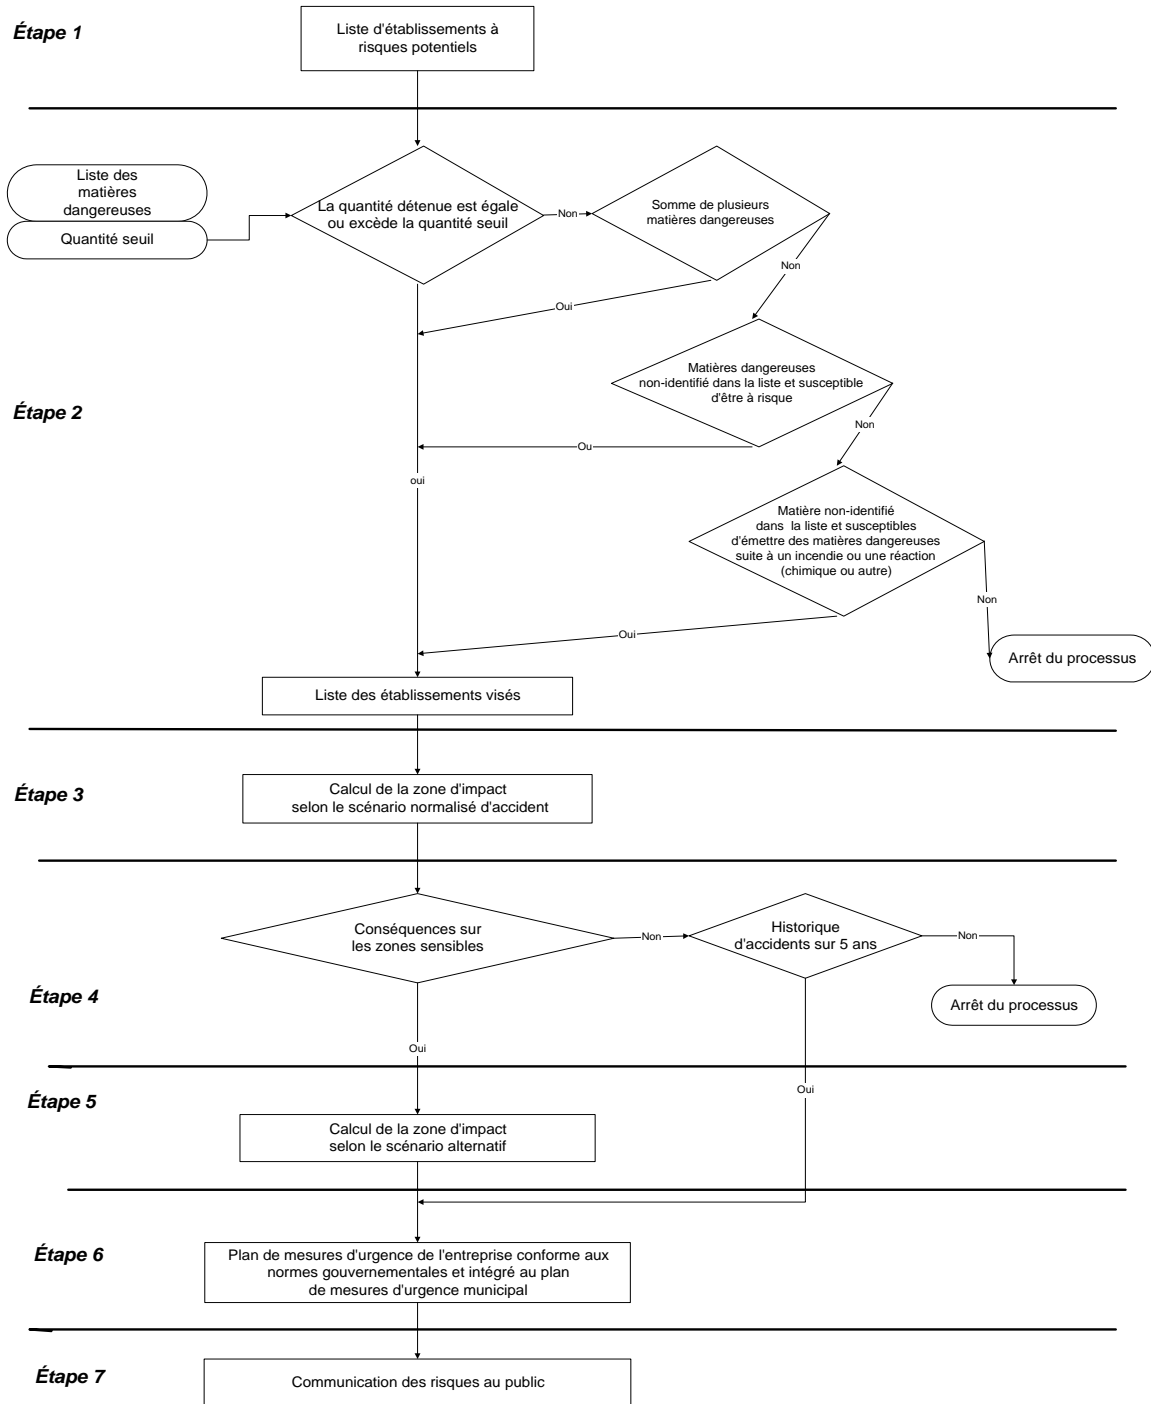 Étape 1
Liste d'établissements à
risques potentiels
Liste des
matières
dangereuses
Quantité seuil
La quantité détenue est égale
ou excède la quantité seuil
Non
Somme de plusieurs
matières dangereuses
Non
Oui
Matières dangereuses
non-identifié dans la liste et susceptible
d'être à risque
Étape 2
Non
Ou
oui
Matière non-identifié
dans la liste et susceptibles
d'émettre des matières dangereuses
suite à un incendie ou une réaction
(chimique ou autre)
Non
Oui
Arrêt du processus
Liste des établissements visés
Étape 3
Calcul de la zone d'impact
selon le scénario normalisé d'accident
Conséquences sur
les zones sensibles
Non
Historique
d'accidents sur 5 ans
Non
Étape 4
Arrêt du processus
Oui
Oui
Étape 5
Calcul de la zone d'impact
selon le scénario alternatif
Étape 6
Plan de mesures d'urgence de l'entreprise conforme aux
normes gouvernementales et intégré au plan
de mesures d'urgence municipal
Étape 7
Communication des risques au public